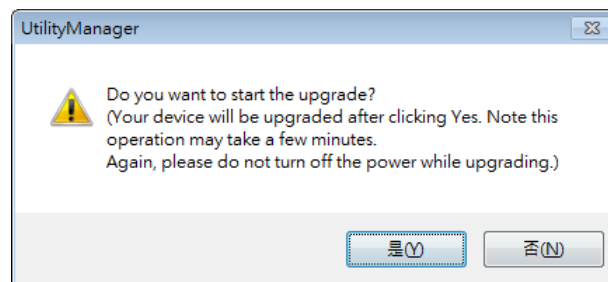 UtilityManager
Do you want to start the upgrade?
(Your device will be upgraded after clicking Yes. Note this
operation may take a few minutes.
Again, please do not turn off the power while upgrading.)
是(Y)
否(N)